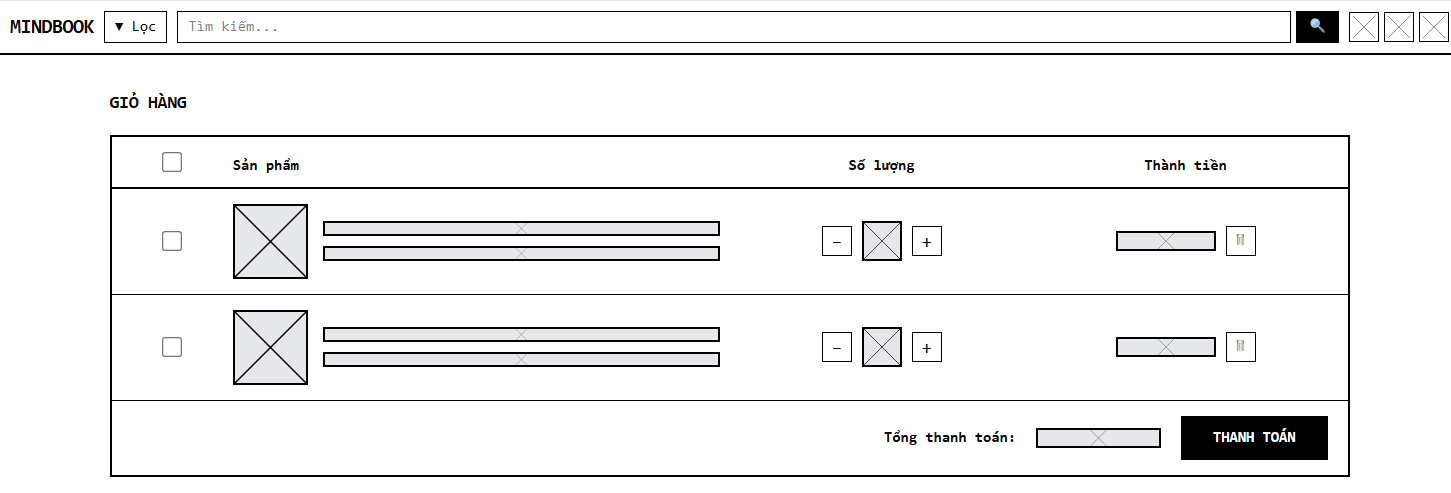 MINDBOOK ▼ Lọc Tìm kiếm...
GIỎ HÀNG
Sản phẩm Số lượng Thành tiền
− +
− +
Tổng thanh toán: THANH TOÁN